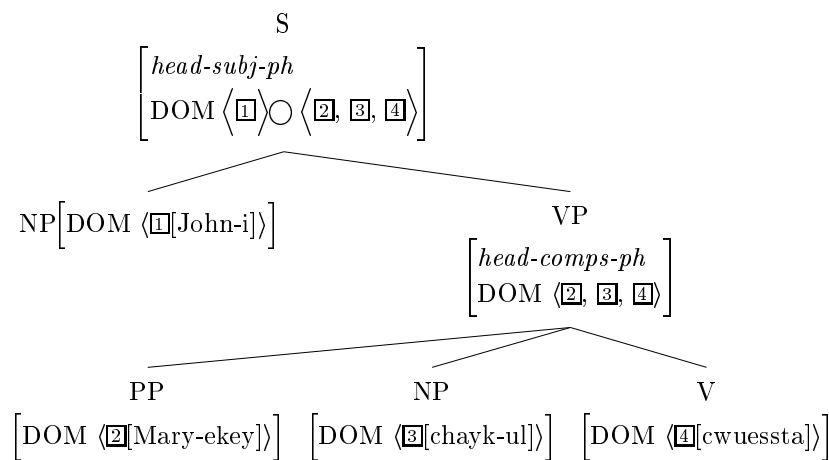 S
[head-subj-ph
DOM ⟨[1]⟩○⟨[2], [3], [4]⟩]
NP[DOM ⟨[1][John-i]⟩]
VP
[head-comps-ph
DOM ⟨[2], [3], [4]⟩]
PP NP V
[DOM ⟨[2][Mary-ekey]⟩] [DOM ⟨[3][chayk-ul]⟩] [DOM ⟨[4][cwuessta]⟩]